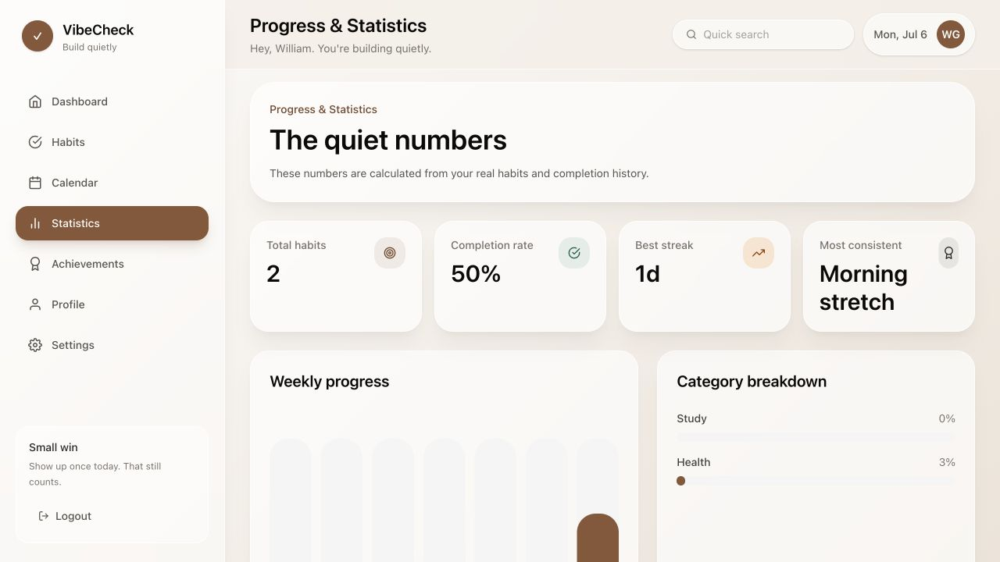 VibeCheck
Build quietly
Dashboard
Habits
Calendar
Statistics
Achievements
Profile
Settings
Small win
Show up once today. That still
counts.
Logout
Progress & Statistics
Hey, William. You're building quietly.
Quick search
Mon, Jul 6
WG
Progress & Statistics
The quiet numbers
These numbers are calculated from your real habits and completion history.
Total habits
2
Completion rate
50%
Best streak
1d
Most consistent
Morning
stretch
Weekly progress
Category breakdown
Study 0%
Health 3%